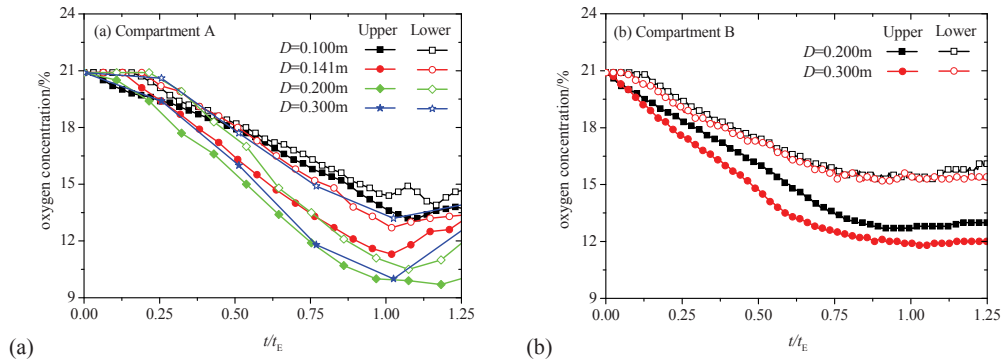 (a) Compartment A
Upper Lower
D=0.100m
D=0.141m
D=0.200m
D=0.300m
oxygen concentration/%
24
21
18
15
12
9
0.00 0.25 0.50 0.75 1.00 1.25
t/tE
(a)
(b) Compartment B
Upper Lower
D=0.200m
D=0.300m
oxygen concentration/%
24
21
18
15
12
9
0.00 0.25 0.50 0.75 1.00 1.25
t/tE
(b)